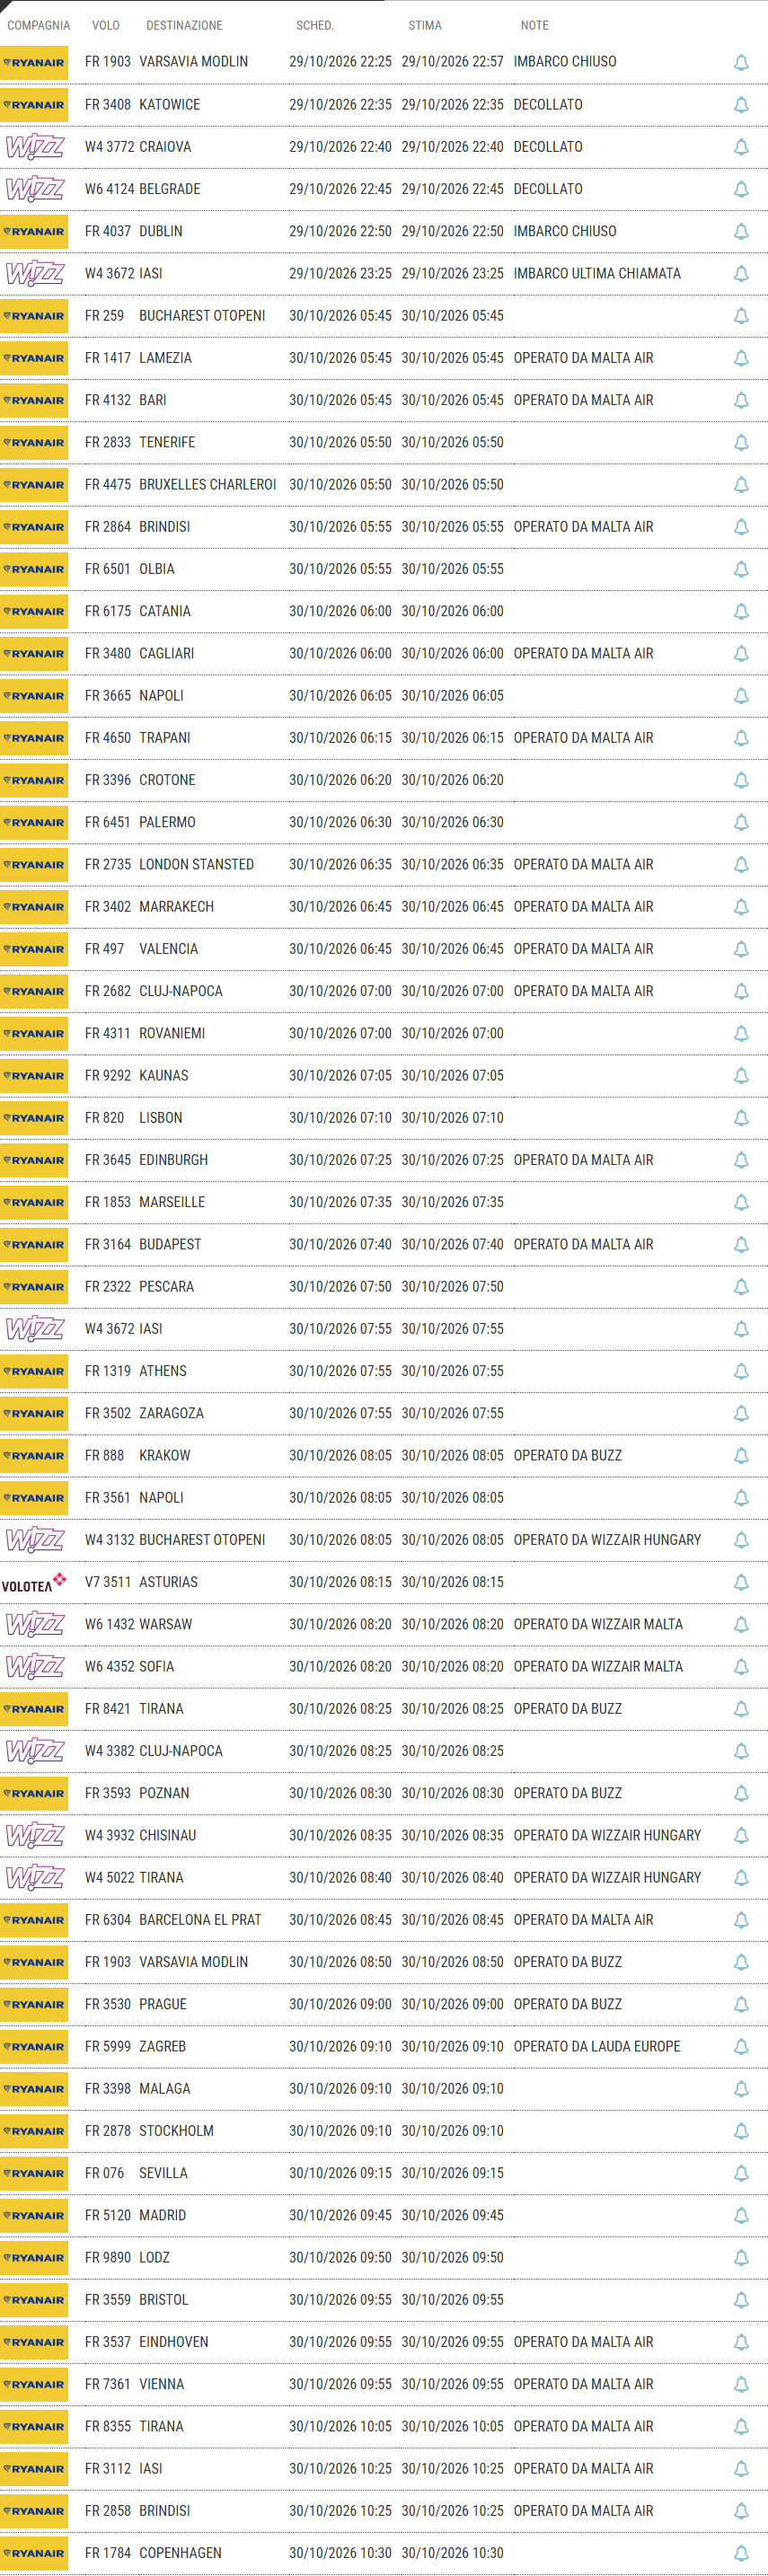 COMPAGNIA VOLO DESTINAZIONE SCHED. STIMA NOTE
RYANAIR FR 1903 VARSAVIA MODLIN 29/10/2026 22:25 29/10/2026 22:57 IMBARCO CHIUSO
RYANAIR FR 3408 KATOWICE 29/10/2026 22:35 29/10/2026 22:35 DECOLLATO
Wizz W4 3772 CRAIOVA 29/10/2026 22:40 29/10/2026 22:40 DECOLLATO
Wizz W6 4124 BELGRADE 29/10/2026 22:45 29/10/2026 22:45 DECOLLATO
RYANAIR FR 4037 DUBLIN 29/10/2026 22:50 29/10/2026 22:50 IMBARCO CHIUSO
Wizz W4 3672 IASI 29/10/2026 23:25 29/10/2026 23:25 IMBARCO ULTIMA CHIAMATA
RYANAIR FR 259 BUCHAREST OTOPENI 30/10/2026 05:45 30/10/2026 05:45
RYANAIR FR 1417 LAMEZIA 30/10/2026 05:45 30/10/2026 05:45 OPERATO DA MALTA AIR
RYANAIR FR 4132 BARI 30/10/2026 05:45 30/10/2026 05:45 OPERATO DA MALTA AIR
RYANAIR FR 2833 TENERIFE 30/10/2026 05:50 30/10/2026 05:50
RYANAIR FR 4475 BRUXELLES CHARLEROI 30/10/2026 05:50 30/10/2026 05:50
RYANAIR FR 2864 BRINDISI 30/10/2026 05:55 30/10/2026 05:55 OPERATO DA MALTA AIR
RYANAIR FR 6501 OLBIA 30/10/2026 05:55 30/10/2026 05:55
RYANAIR FR 6175 CATANIA 30/10/2026 06:00 30/10/2026 06:00
RYANAIR FR 3480 CAGLIARI 30/10/2026 06:00 30/10/2026 06:00 OPERATO DA MALTA AIR
RYANAIR FR 3665 NAPOLI 30/10/2026 06:05 30/10/2026 06:05
RYANAIR FR 4650 TRAPANI 30/10/2026 06:15 30/10/2026 06:15 OPERATO DA MALTA AIR
RYANAIR FR 3396 CROTONE 30/10/2026 06:20 30/10/2026 06:20
RYANAIR FR 6451 PALERMO 30/10/2026 06:30 30/10/2026 06:30
RYANAIR FR 2735 LONDON STANSTED 30/10/2026 06:35 30/10/2026 06:35 OPERATO DA MALTA AIR
RYANAIR FR 3402 MARRAKECH 30/10/2026 06:45 30/10/2026 06:45 OPERATO DA MALTA AIR
RYANAIR FR 497 VALENCIA 30/10/2026 06:45 30/10/2026 06:45 OPERATO DA MALTA AIR
RYANAIR FR 2682 CLUJ-NAPOCA 30/10/2026 07:00 30/10/2026 07:00 OPERATO DA MALTA AIR
RYANAIR FR 4311 ROVANIEMI 30/10/2026 07:00 30/10/2026 07:00
RYANAIR FR 9292 KAUNAS 30/10/2026 07:05 30/10/2026 07:05
RYANAIR FR 820 LISBON 30/10/2026 07:10 30/10/2026 07:10
RYANAIR FR 3645 EDINBURGH 30/10/2026 07:25 30/10/2026 07:25 OPERATO DA MALTA AIR
RYANAIR FR 1853 MARSEILLE 30/10/2026 07:35 30/10/2026 07:35
RYANAIR FR 3164 BUDAPEST 30/10/2026 07:40 30/10/2026 07:40 OPERATO DA MALTA AIR
RYANAIR FR 2322 PESCARA 30/10/2026 07:50 30/10/2026 07:50
Wizz W4 3672 IASI 30/10/2026 07:55 30/10/2026 07:55
RYANAIR FR 1319 ATHENS 30/10/2026 07:55 30/10/2026 07:55
RYANAIR FR 3502 ZARAGOZA 30/10/2026 07:55 30/10/2026 07:55
RYANAIR FR 888 KRAKOW 30/10/2026 08:05 30/10/2026 08:05 OPERATO DA BUZZ
RYANAIR FR 3561 NAPOLI 30/10/2026 08:05 30/10/2026 08:05
Wizz W4 3132 BUCHAREST OTOPENI 30/10/2026 08:05 30/10/2026 08:05 OPERATO DA WIZZAIR HUNGARY
VOLOTEA V7 3511 ASTURIAS 30/10/2026 08:15 30/10/2026 08:15
Wizz W6 1432 WARSAW 30/10/2026 08:20 30/10/2026 08:20 OPERATO DA WIZZAIR MALTA
Wizz W6 4352 SOFIA 30/10/2026 08:20 30/10/2026 08:20 OPERATO DA WIZZAIR MALTA
RYANAIR FR 8421 TIRANA 30/10/2026 08:25 30/10/2026 08:25 OPERATO DA BUZZ
Wizz W4 3382 CLUJ-NAPOCA 30/10/2026 08:25 30/10/2026 08:25
RYANAIR FR 3593 POZNAN 30/10/2026 08:30 30/10/2026 08:30 OPERATO DA BUZZ
Wizz W4 3932 CHISINAU 30/10/2026 08:35 30/10/2026 08:35 OPERATO DA WIZZAIR HUNGARY
Wizz W4 5022 TIRANA 30/10/2026 08:40 30/10/2026 08:40 OPERATO DA WIZZAIR HUNGARY
RYANAIR FR 6304 BARCELONA EL PRAT 30/10/2026 08:45 30/10/2026 08:45 OPERATO DA MALTA AIR
RYANAIR FR 1903 VARSAVIA MODLIN 30/10/2026 08:50 30/10/2026 08:50 OPERATO DA BUZZ
RYANAIR FR 3530 PRAGUE 30/10/2026 09:00 30/10/2026 09:00 OPERATO DA BUZZ
RYANAIR FR 5999 ZAGREB 30/10/2026 09:10 30/10/2026 09:10 OPERATO DA LAUDA EUROPE
RYANAIR FR 3398 MALAGA 30/10/2026 09:10 30/10/2026 09:10
RYANAIR FR 2878 STOCKHOLM 30/10/2026 09:10 30/10/2026 09:10
RYANAIR FR 076 SEVILLA 30/10/2026 09:15 30/10/2026 09:15
RYANAIR FR 5120 MADRID 30/10/2026 09:45 30/10/2026 09:45
RYANAIR FR 9890 LODZ 30/10/2026 09:50 30/10/2026 09:50
RYANAIR FR 3559 BRISTOL 30/10/2026 09:55 30/10/2026 09:55
RYANAIR FR 3537 EINDHOVEN 30/10/2026 09:55 30/10/2026 09:55 OPERATO DA MALTA AIR
RYANAIR FR 7361 VIENNA 30/10/2026 09:55 30/10/2026 09:55 OPERATO DA MALTA AIR
RYANAIR FR 8355 TIRANA 30/10/2026 10:05 30/10/2026 10:05 OPERATO DA MALTA AIR
RYANAIR FR 3112 IASI 30/10/2026 10:25 30/10/2026 10:25 OPERATO DA MALTA AIR
RYANAIR FR 2858 BRINDISI 30/10/2026 10:25 30/10/2026 10:25 OPERATO DA MALTA AIR
RYANAIR FR 1784 COPENHAGEN 30/10/2026 10:30 30/10/2026 10:30